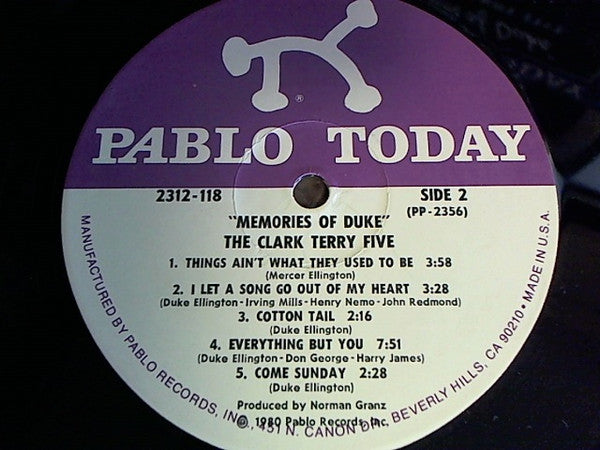 ®
PABLO TODAY
2312-118
SIDE 2
(PP-2356)
"MEMORIES OF DUKE"
THE CLARK TERRY FIVE
1. THINGS AIN'T WHAT THEY USED TO BE 3:58
(Mercer Ellington)
2. I LET A SONG GO OUT OF MY HEART 3:28
(Duke Ellington-Irving Mills-Henry Nemo-John Redmond)
3. COTTON TAIL 2:16
(Duke Ellington)
4. EVERYTHING BUT YOU 7:51
(Duke Ellington-Don George-Harry James)
5. COME SUNDAY 2:28
(Duke Ellington)
Produced by Norman Granz
℗ 1980 Pablo Records, Inc.
MANUFACTURED BY PABLO RECORDS, INC., 451 N. CANON DR., BEVERLY HILLS, CA 90210 • MADE IN U.S.A.